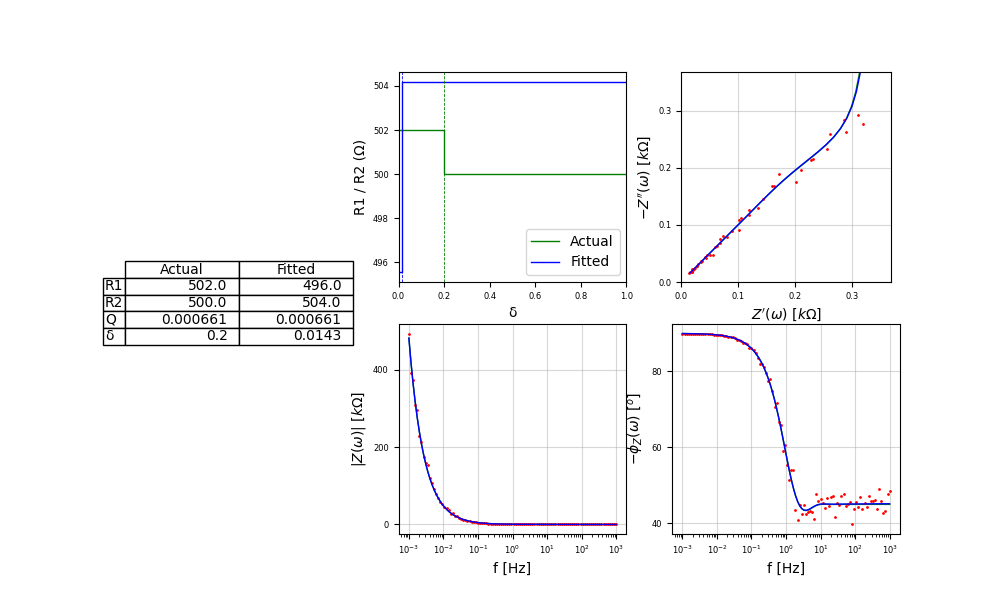 Actual Fitted
R1 502.0 496.0
R2 500.0 504.0
Q 0.000661 0.000661
δ 0.2 0.0143
R1 / R2 (Ω)
504
502
500
498
496
0.0 0.2 0.4 0.6 0.8 1.0
δ
Actual
Fitted
−Z''(ω) [kΩ]
0.3
0.2
0.1
0.0
0.0 0.1 0.2 0.3
Z'(ω) [kΩ]
|Z(ω)| [kΩ]
400
200
0
10⁻³ 10⁻² 10⁻¹ 10⁰ 10¹ 10² 10³
f [Hz]
−ϕ_Z(ω) [°]
80
60
40
10⁻³ 10⁻² 10⁻¹ 10⁰ 10¹ 10² 10³
f [Hz]